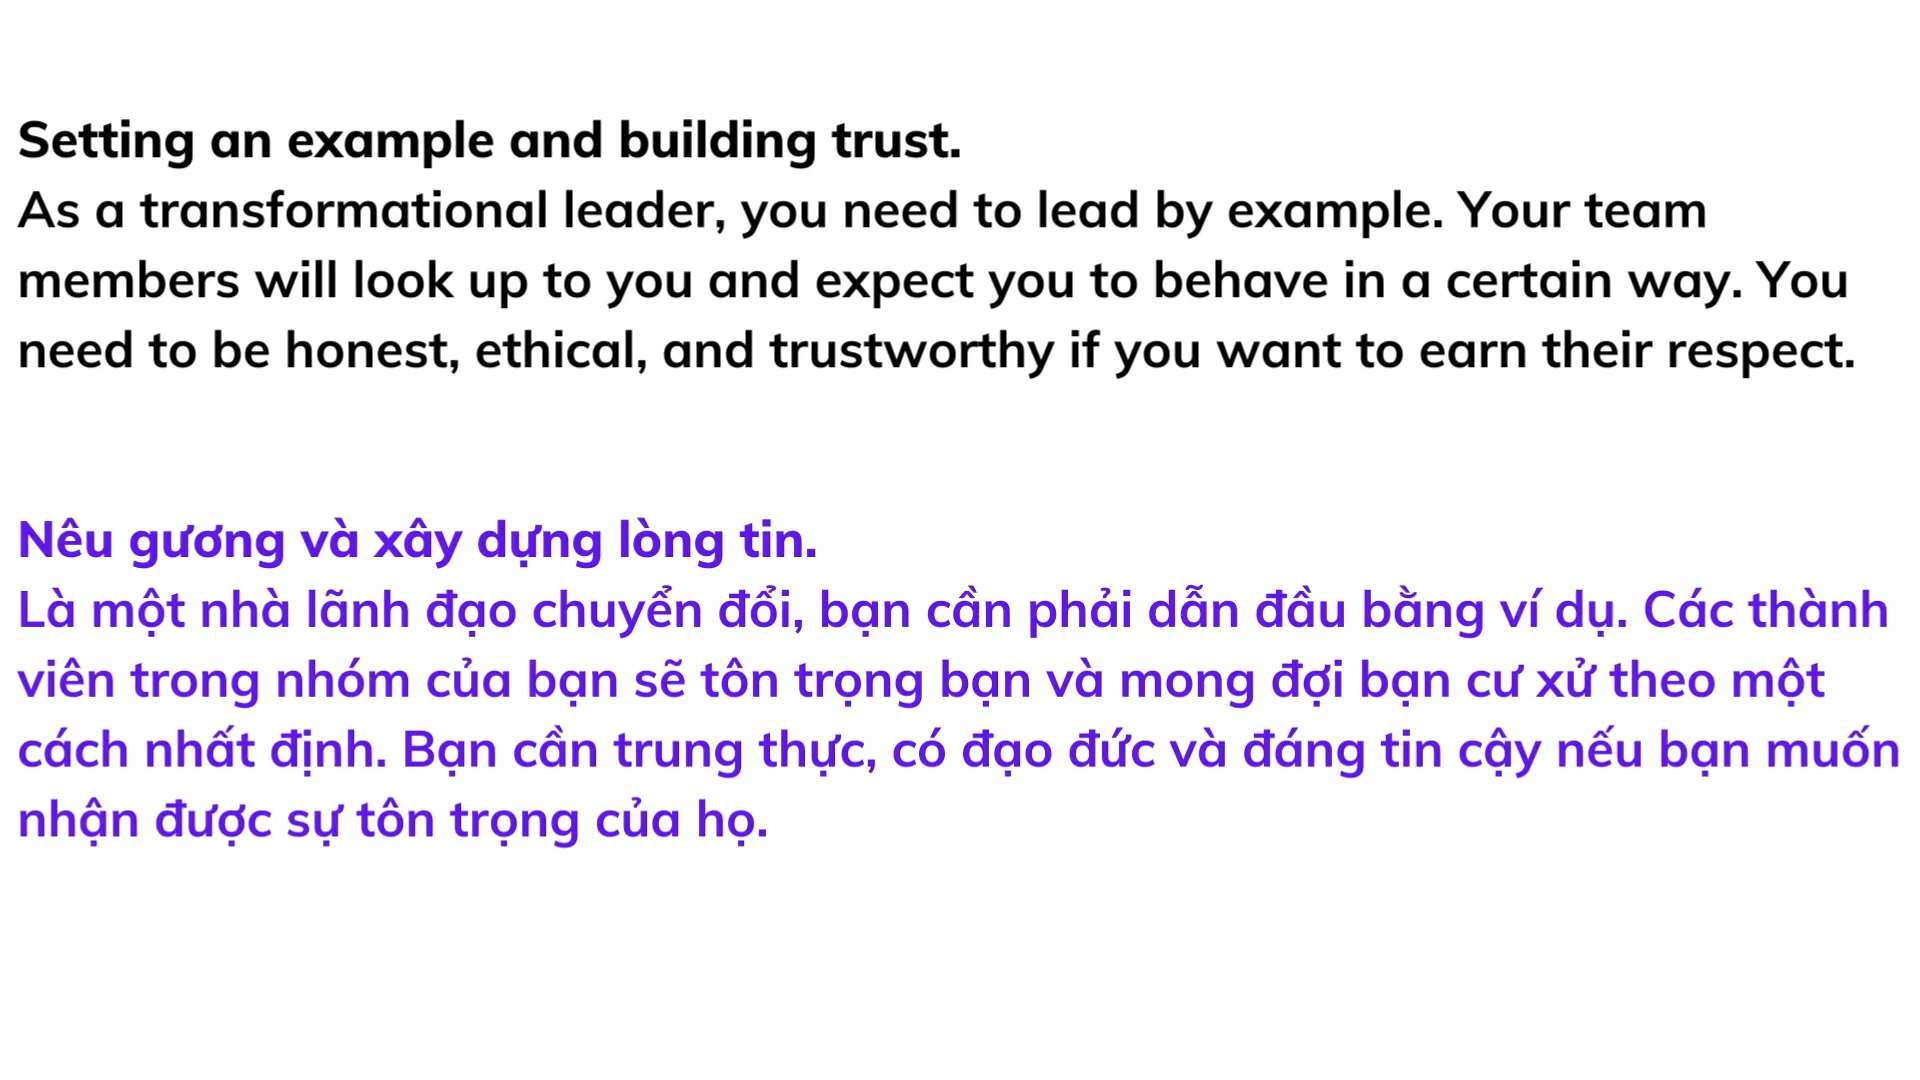 Setting an example and building trust.
As a transformational leader, you need to lead by example. Your team
members will look up to you and expect you to behave in a certain way. You
need to be honest, ethical, and trustworthy if you want to earn their respect.
Nêu gương và xây dựng lòng tin.
Là một nhà lãnh đạo chuyển đổi, bạn cần phải dẫn đầu bằng ví dụ. Các thành
viên trong nhóm của bạn sẽ tôn trọng bạn và mong đợi bạn cư xử theo một
cách nhất định. Bạn cần trung thực, có đạo đức và đáng tin cậy nếu bạn muốn
nhận được sự tôn trọng của họ.